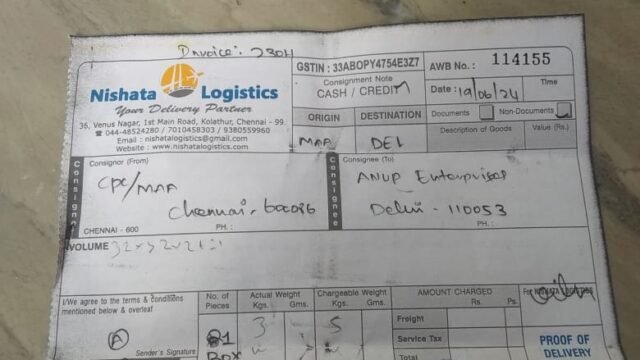 Invoice: 2304
Nishata Logistics
Your Delivery Partner
36, Venus Nagar, 1st Main Road, Kolathur, Chennai - 99.
☎ 044-48524280 / 7010458303 / 9380559960
Email : nishatalogistics@gmail.com
Website : www.nishatalogistics.com
GSTIN : 33ABOPY4754E3Z7
Consignment Note
CASH / CREDIT
AWB No. : 114155
Date : 19/06/24
Time
ORIGIN
DESTINATION
Documents
Non-Documents
Description of Goods
Value (Rs.)
MAA
DEL
Consignor
Consignor (From)
CPC/MAA
Chennai-
CHENNAI - 600
PH. :
Consignee
Consignee (To)
ANUP Enterprises
Delhi - 110053
PH. :
VOLUME
I/We agree to the terms & conditions
mentioned below & overleaf
Sender's Signature
No. of
Pieces
01
BOX
Actual Weight
Kgs. Gms.
3
Chargeable Weight
Kgs. Gms.
5
AMOUNT CHARGED
Rs. Ps.
Freight
Service Tax
Total
For NISHATA LOGISTICS
PROOF OF
DELIVERY